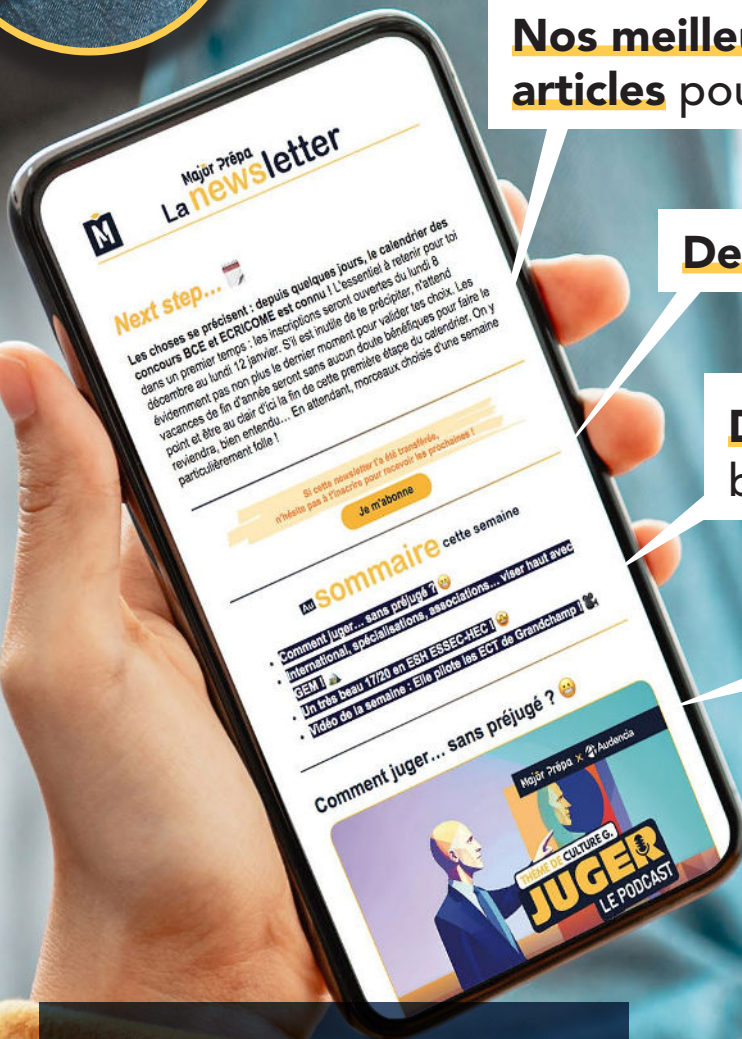 Nos meilleu
articles pou
De
D
b
Majör Prépa
La newsletter
M
Next step...
Les choses se précisent : depuis quelques jours, le calendrier des
concours BCE et ECRICOME est connu ! L'essentiel à retenir pour toi
dans un premier temps : les inscriptions seront ouvertes du lundi 8
décembre au lundi 12 janvier. S'il est inutile de te précipiter, n'attend
évidemment pas non plus le dernier moment pour valider tes choix. Les
vacances de fin d'année seront sans aucun doute bénéfiques pour faire le
point et être au clair d'ici la fin de cette première étape du calendrier. On y
reviendra, bien entendu... En attendant, morceaux choisis d'une semaine
particulièrement folle !
Si cette newsletter t'a été transférée,
n'hésite pas à t'inscrire pour recevoir les prochaines !
Je m'abonne
Au sommaire cette semaine
• Comment juger... sans préjugé ? 😀
• International, spécialisations, associations... viser haut avec
GEM !
• Un très beau 17/20 en ESH ESSEC-HEC !
• Vidéo de la semaine : Elle pilote les ECT de Grandchamp !
Comment juger... sans préjugé ? 😀
Majör Prépa x Audencia
THÈME DE CULTURE G.
JUGER
LE PODCAST